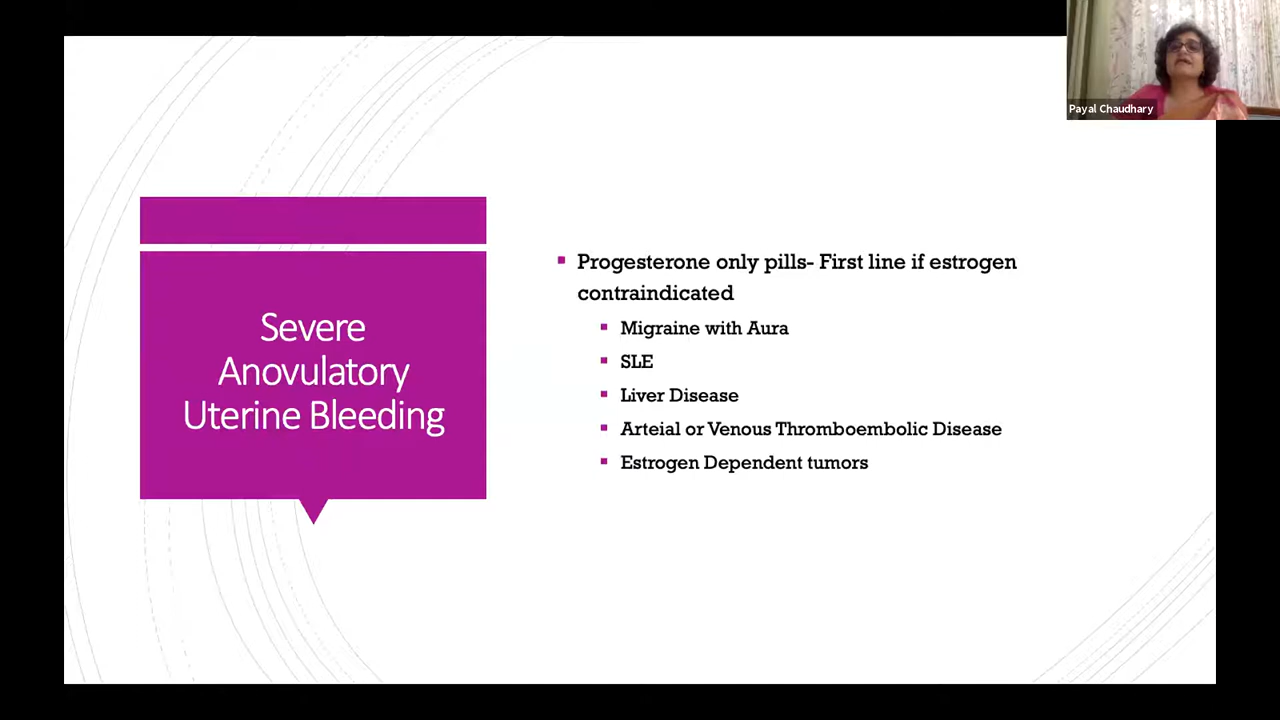 Payal Chaudhary
Severe
Anovulatory
Uterine Bleeding
Progesterone only pills- First line if estrogen
contraindicated
Migraine with Aura
SLE
Liver Disease
Arteial or Venous Thromboembolic Disease
Estrogen Dependent tumors